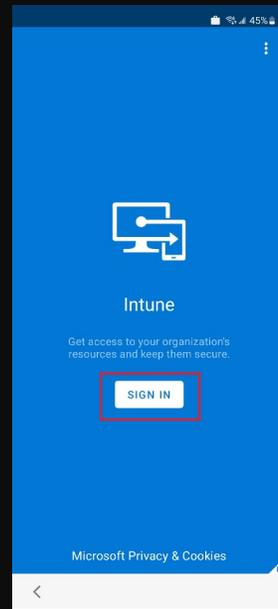 45%
Intune
Get access to your organization's
resources and keep them secure.
SIGN IN
Microsoft Privacy & Cookies